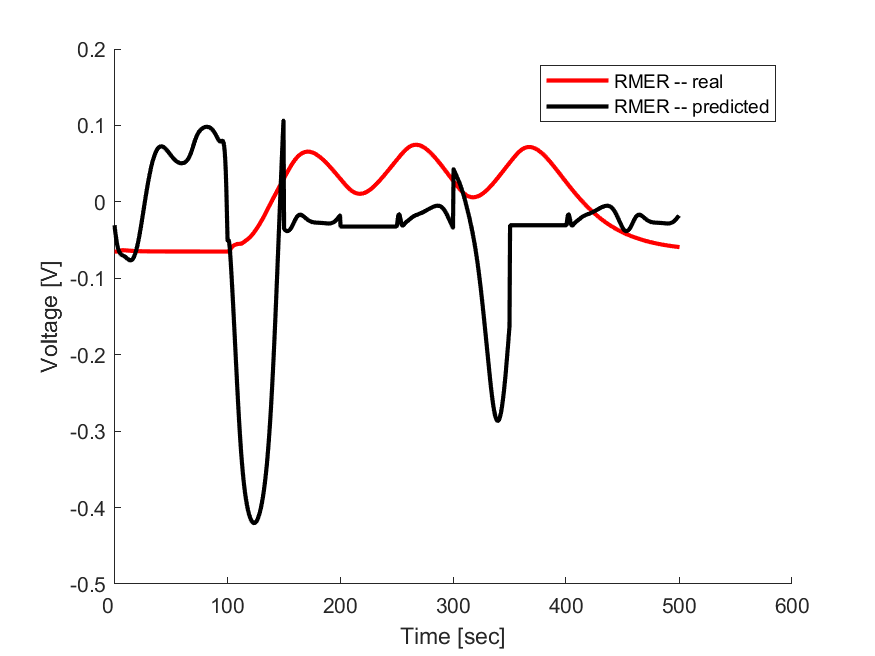 0.2
0.1
0
-0.1
-0.2
-0.3
-0.4
-0.5
Voltage [V]
RMER -- real
RMER -- predicted
0 100 200 300 400 500 600
Time [sec]